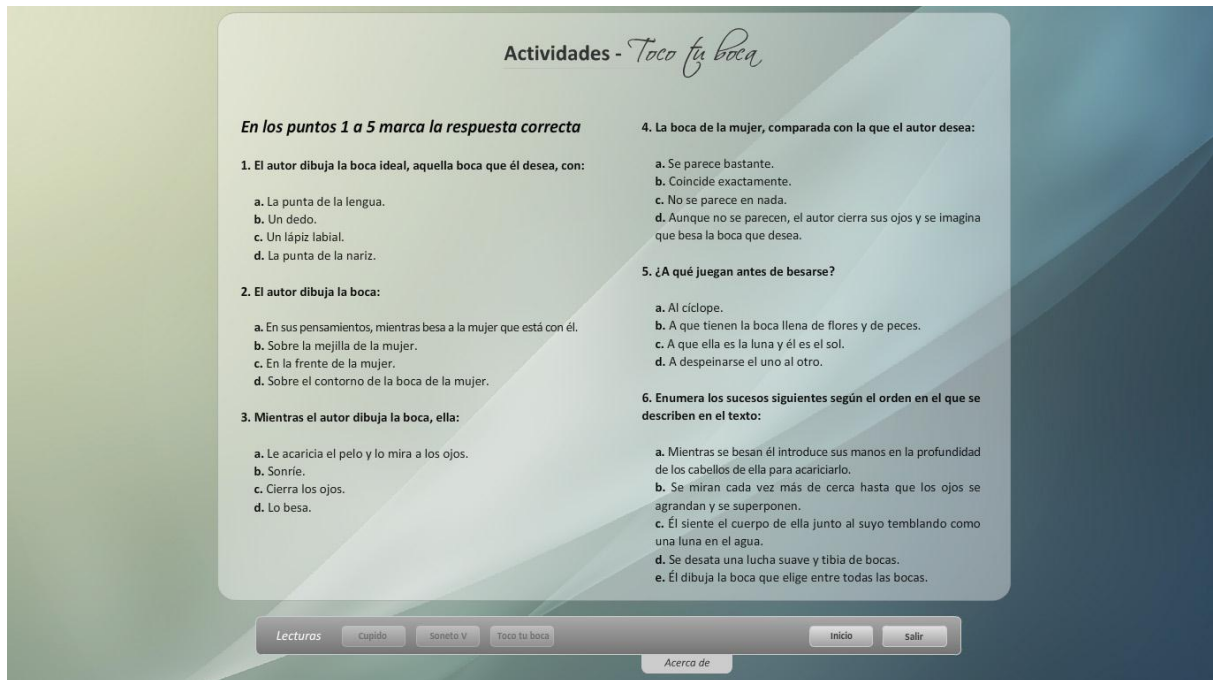 Actividades - Toco tu boca
En los puntos 1 a 5 marca la respuesta correcta
1. El autor dibuja la boca ideal, aquella boca que él desea, con:
a. La punta de la lengua.
b. Un dedo.
c. Un lápiz labial.
d. La punta de la nariz.
2. El autor dibuja la boca:
a. En sus pensamientos, mientras besa a la mujer que está con él.
b. Sobre la mejilla de la mujer.
c. En la frente de la mujer.
d. Sobre el contorno de la boca de la mujer.
3. Mientras el autor dibuja la boca, ella:
a. Le acaricia el pelo y lo mira a los ojos.
b. Sonríe.
c. Cierra los ojos.
d. Lo besa.
4. La boca de la mujer, comparada con la que el autor desea:
a. Se parece bastante.
b. Coincide exactamente.
c. No se parece en nada.
d. Aunque no se parecen, el autor cierra sus ojos y se imagina
que besa la boca que desea.
5. ¿A qué juegan antes de besarse?
a. Al cíclope.
b. A que tienen la boca llena de flores y de peces.
c. A que ella es la luna y él es el sol.
d. A despeinarse el uno al otro.
6. Enumera los sucesos siguientes según el orden en el que se
describen en el texto:
a. Mientras se besan él introduce sus manos en la profundidad
de los cabellos de ella para acariciarlo.
b. Se miran cada vez más de cerca hasta que los ojos se
agrandan y se superponen.
c. Él siente el cuerpo de ella junto al suyo temblando como
una luna en el agua.
d. Se desata una lucha suave y tibia de bocas.
e. Él dibuja la boca que elige entre todas las bocas.
Lecturas Cupido Soneto V Toco tu boca Inicio Salir
Acerca de